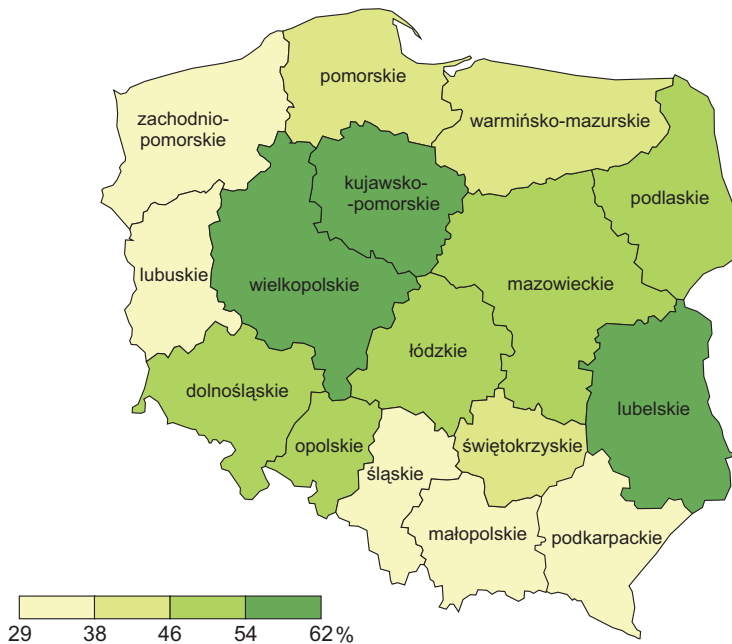 pomorskie
zachodnio-
pomorskie
warmińsko-mazurskie
kujawsko-
-pomorskie
podlaskie
lubuskie
wielkopolskie
mazowieckie
łódzkie
dolnośląskie
lubelskie
opolskie
świętokrzyskie
śląskie
małopolskie
podkarpackie
29 38 46 54 62 %